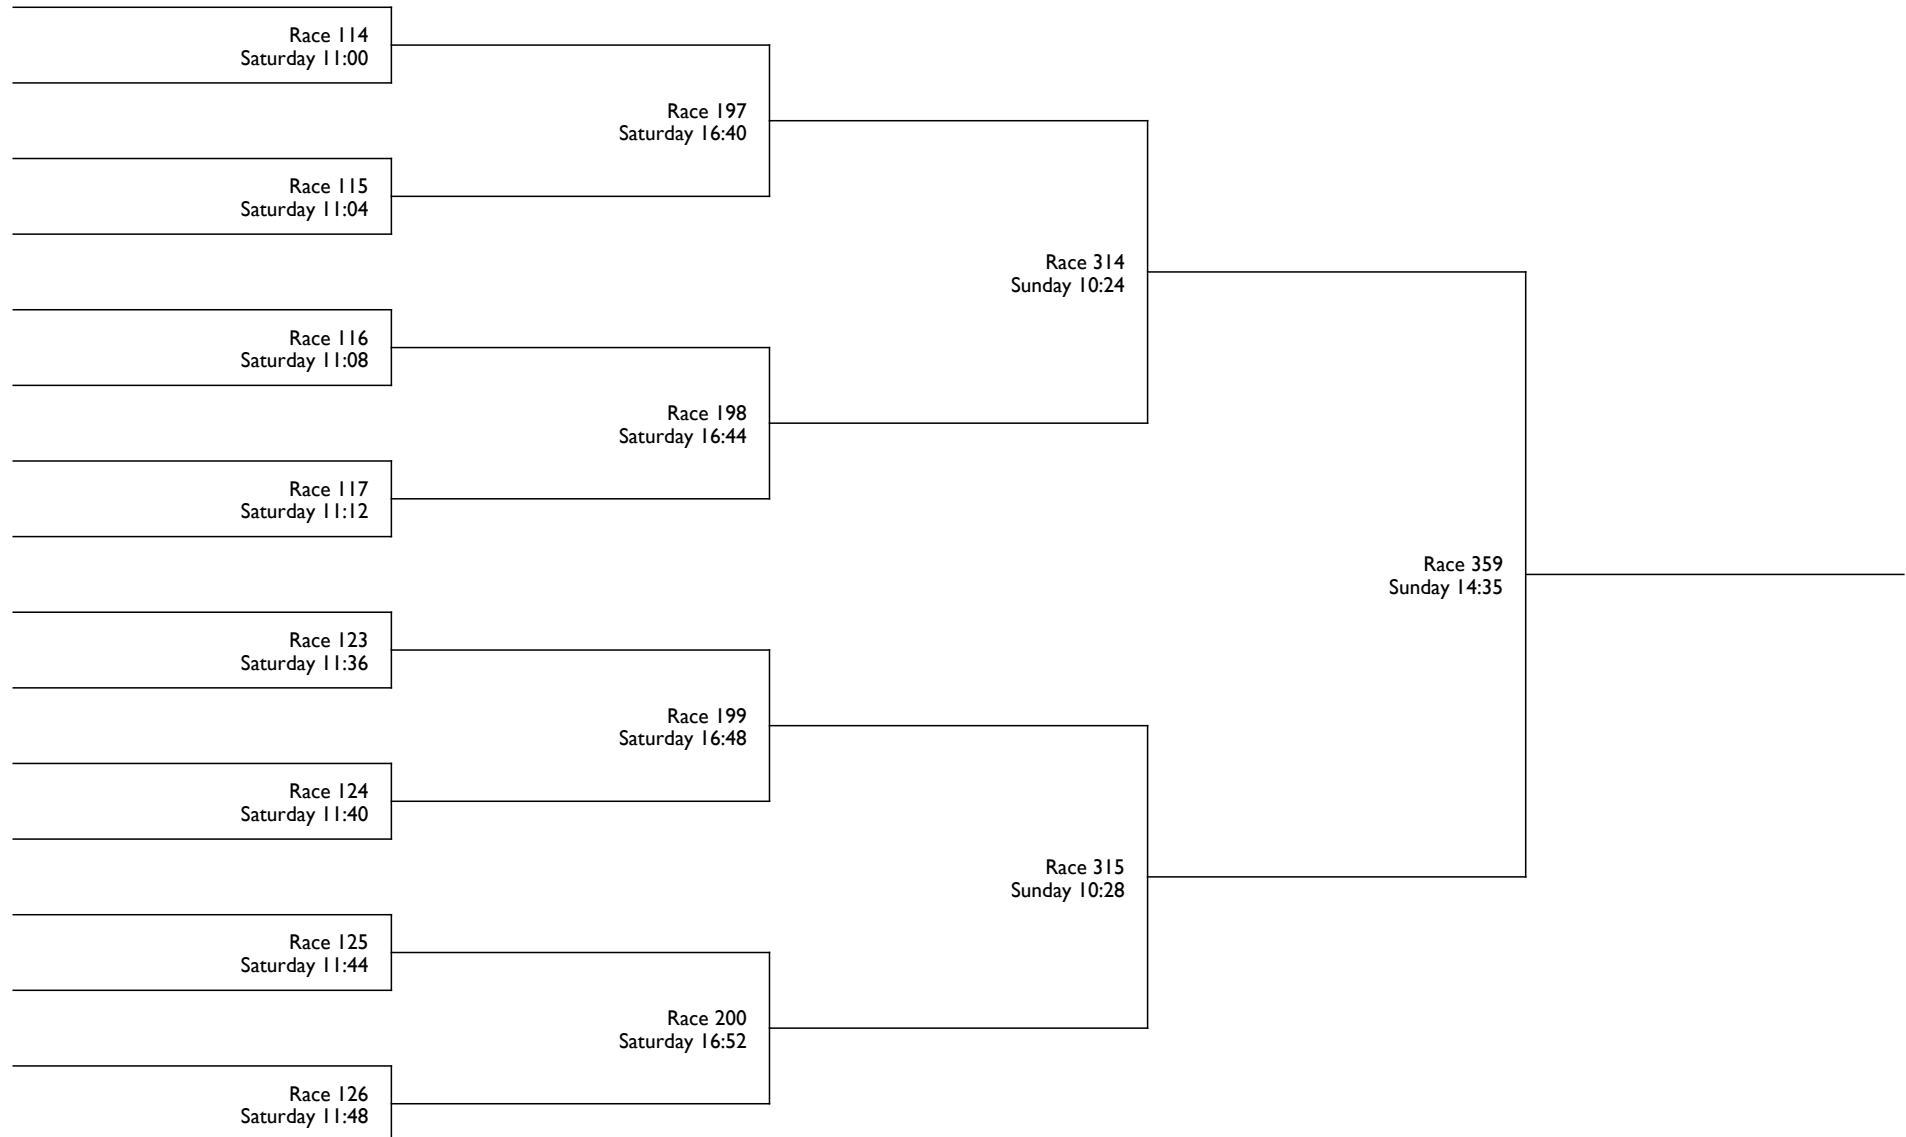 Race 114
Saturday 11:00
Race 197
Saturday 16:40
Race 115
Saturday 11:04
Race 314
Sunday 10:24
Race 116
Saturday 11:08
Race 198
Saturday 16:44
Race 117
Saturday 11:12
Race 359
Sunday 14:35
Race 123
Saturday 11:36
Race 199
Saturday 16:48
Race 124
Saturday 11:40
Race 315
Sunday 10:28
Race 125
Saturday 11:44
Race 200
Saturday 16:52
Race 126
Saturday 11:48